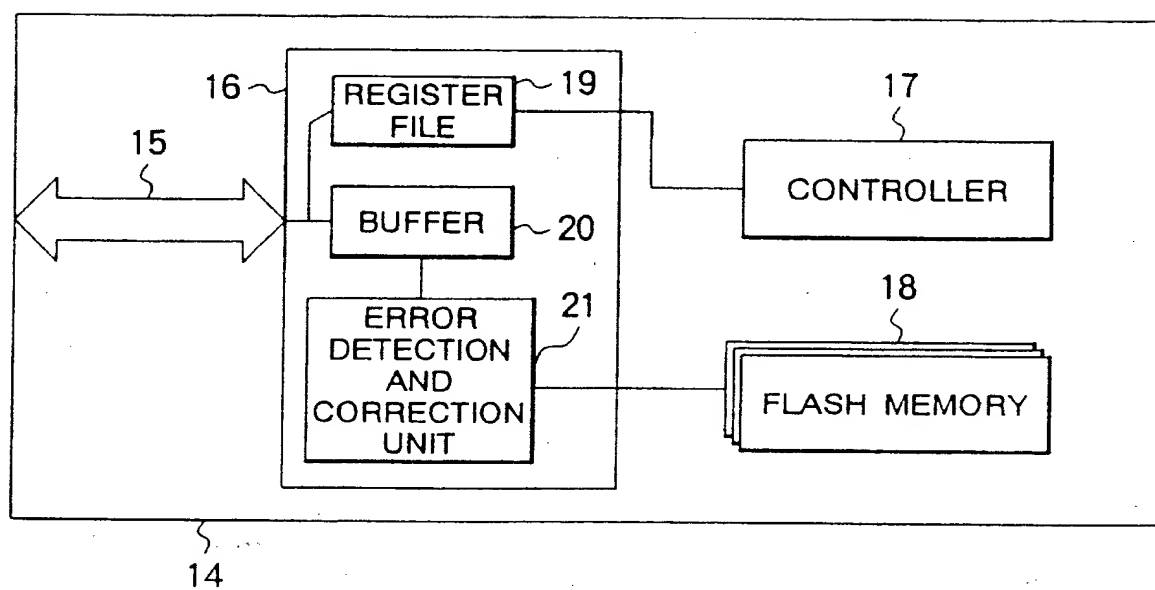 16
REGISTER
FILE
19
17
CONTROLLER
15
BUFFER
20
18
ERROR
DETECTION
AND
CORRECTION
UNIT
21
FLASH MEMORY
14